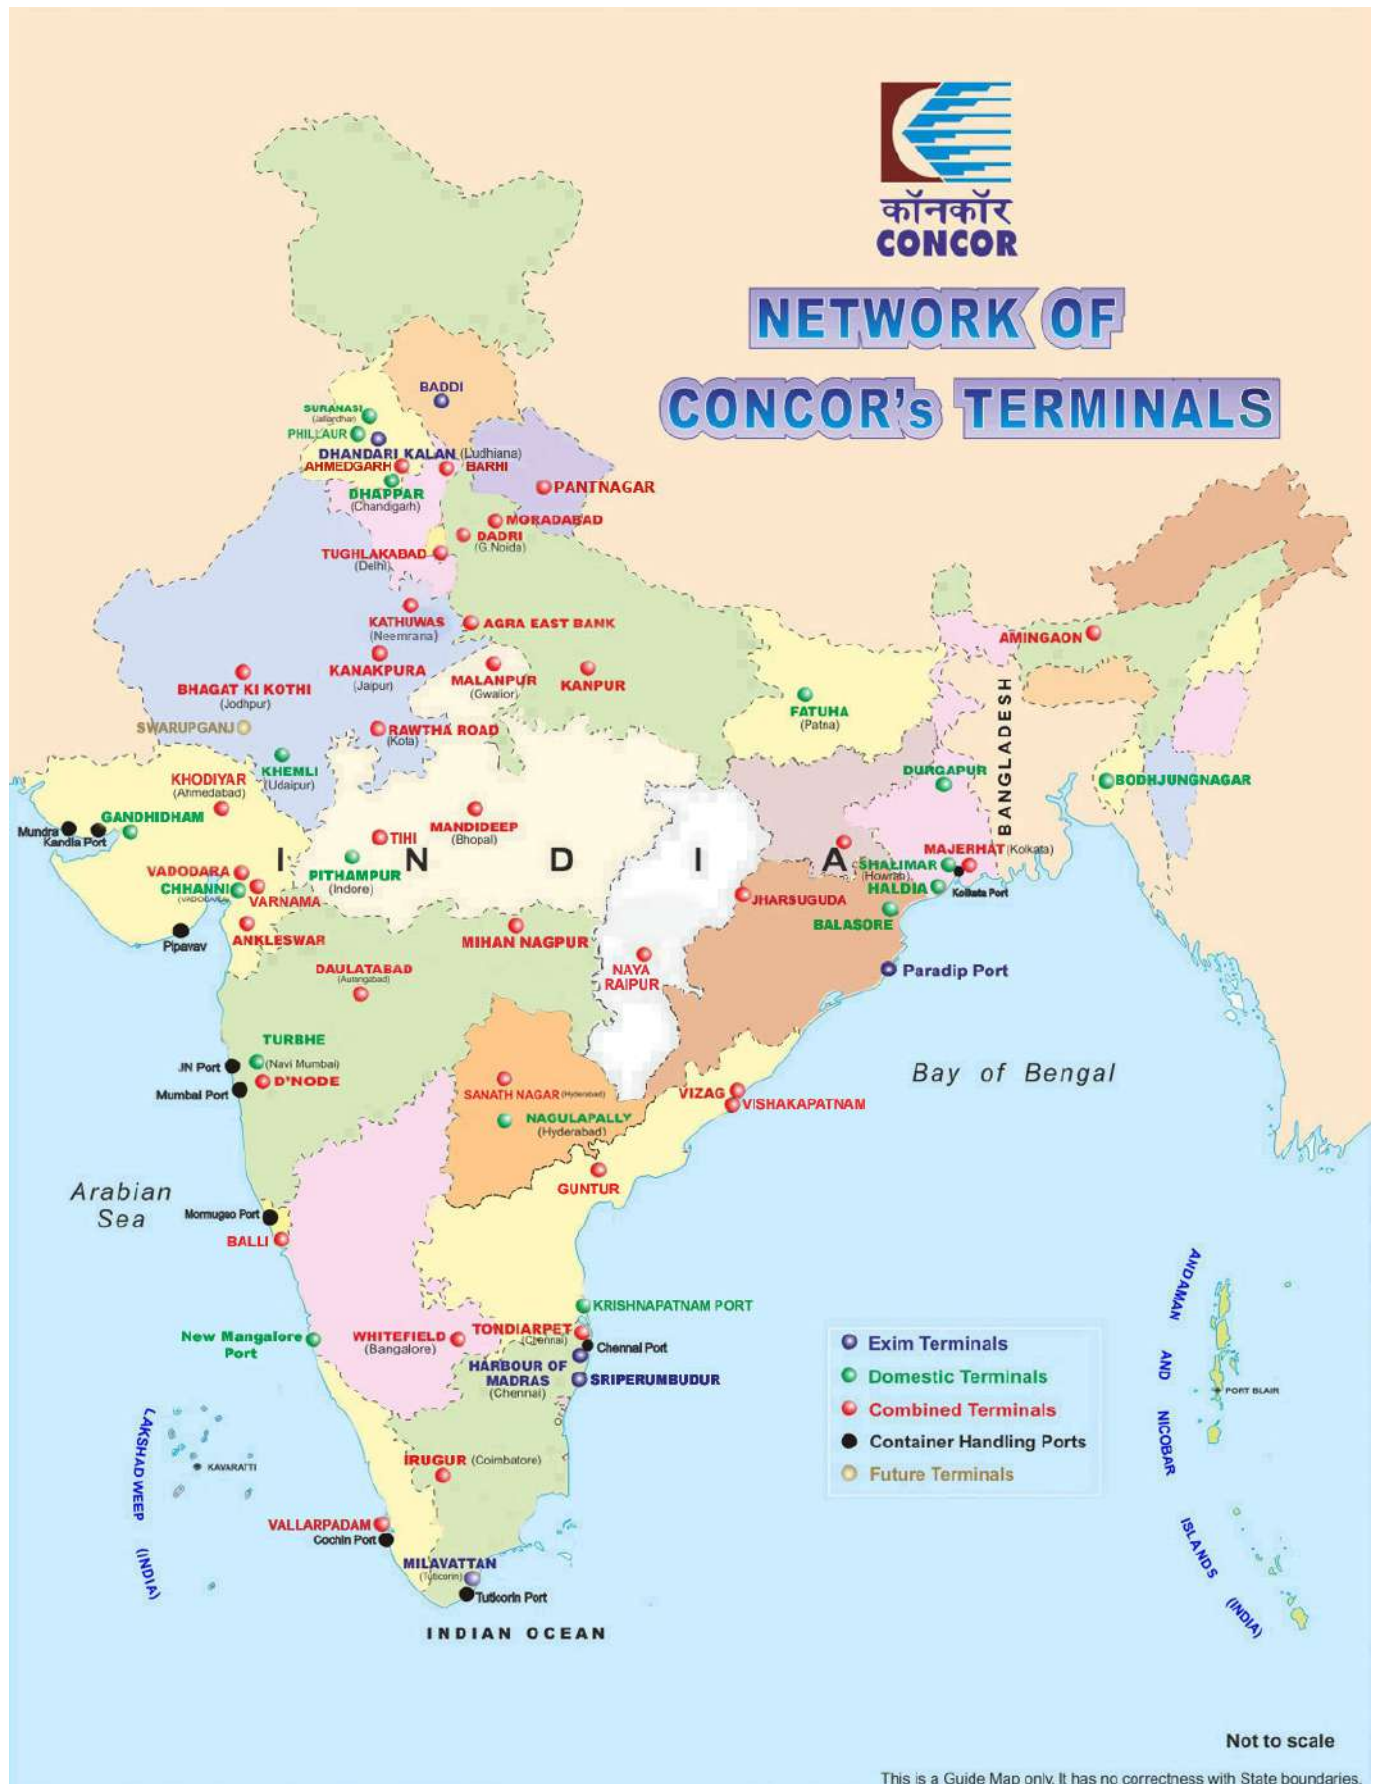 कॉनकॉर
CONCOR
NETWORK OF
CONCOR's TERMINALS
BADDI
SURANASI
(Jallandhar)
PHILLAUR
DHANDARI KALAN (Ludhiana)
AHMEDGARH
BARHI
DHAPPAR
(Chandigarh)
PANTNAGAR
MORADABAD
DADRI
(G.Noida)
TUGHLAKABAD
(Delhi)
KATHUWAS
(Neemrana)
AGRA EAST BANK
AMINGAON
KANAKPURA
(Jaipur)
MALANPUR
(Gwalior)
KANPUR
BHAGAT KI KOTHI
(Jodhpur)
FATUHA
(Patna)
BANGLADESH
SWARUPGANJ
RAWTHA ROAD
(Kota)
KHEMLI
(Udaipur)
KHODIYAR
(Ahmedabad)
DURGAPUR
BODHJUNGNAGAR
GANDHIDHAM
Mundra
Kandla Port
MANDIDEEP
(Bhopal)
TIHI
I N D I A
MAJERHAT (Kolkata)
SHALIMAR
(Howrah)
VADODARA
CHHANNI
(VADODARA)
VARNAMA
PITHAMPUR
(Indore)
HALDIA
Kolkata Port
JHARSUGUDA
BALASORE
ANKLESWAR
Pipavav
MIHAN NAGPUR
DAULATABAD
(Aurangabad)
NAYA
RAIPUR
Paradip Port
TURBHE
(Navi Mumbai)
JN Port
D'NODE
Mumbai Port
Bay of Bengal
SANATH NAGAR (Hyderabad)
VIZAG
VISHAKAPATNAM
NAGULAPALLY
(Hyderabad)
GUNTUR
Arabian
Sea
Mormugao Port
BALLI
KRISHNAPATNAM PORT
New Mangalore
Port
WHITEFIELD
(Bangalore)
TONDIARPET
(Chennai)
Chennai Port
HARBOUR OF
MADRAS
(Chennai)
SRIPERUMBUDUR
Exim Terminals
Domestic Terminals
Combined Terminals
Container Handling Ports
Future Terminals
ANDAMAN AND NICOBAR ISLANDS (INDIA)
PORT BLAIR
LAKSHADWEEP (INDIA)
KAVARATTI
IRUGUR (Coimbatore)
VALLARPADAM
Cochin Port
MILAVATTAN
(Tuticorin)
Tuticorin Port
INDIAN OCEAN
Not to scale
This is a Guide Map only. It has no correctness with State boundaries.